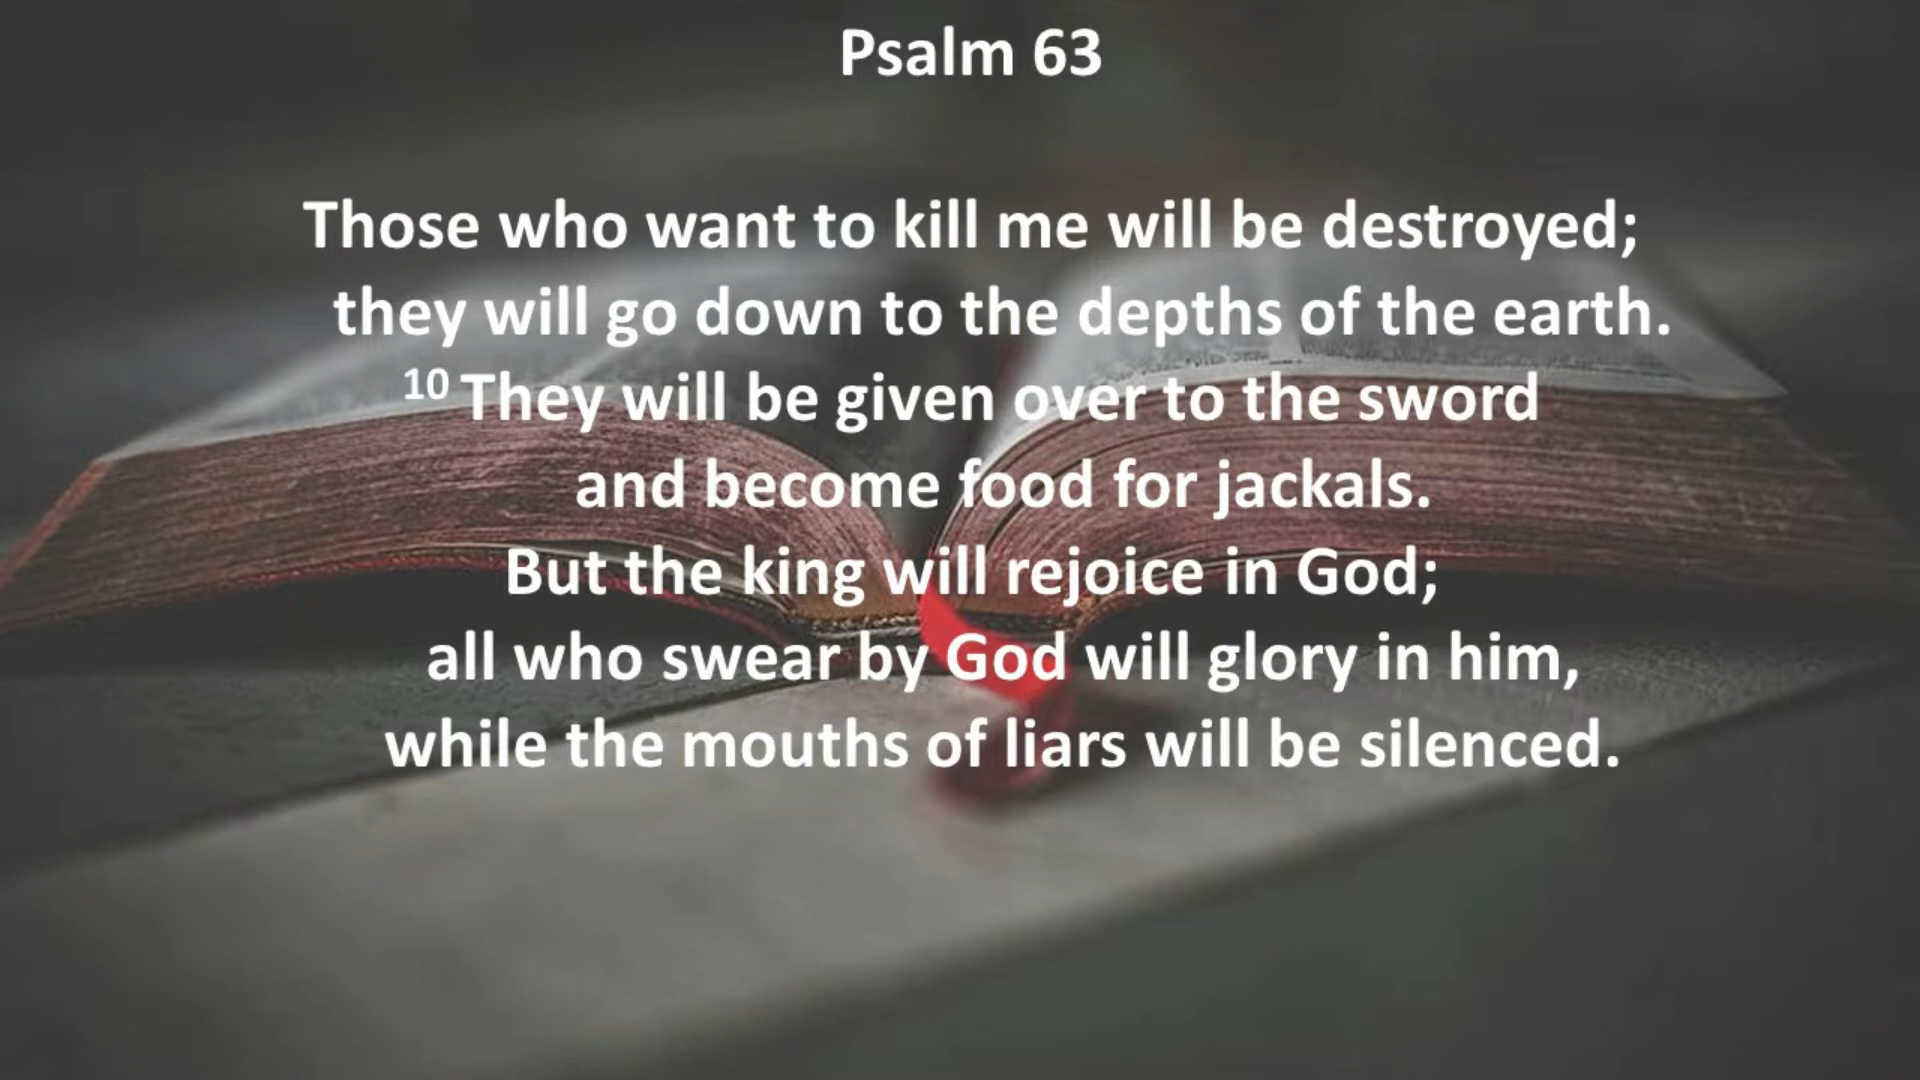 Psalm 63
Those who want to kill me will be destroyed;
they will go down to the depths of the earth.
10 They will be given over to the sword
and become food for jackals.
But the king will rejoice in God;
all who swear by God will glory in him,
while the mouths of liars will be silenced.